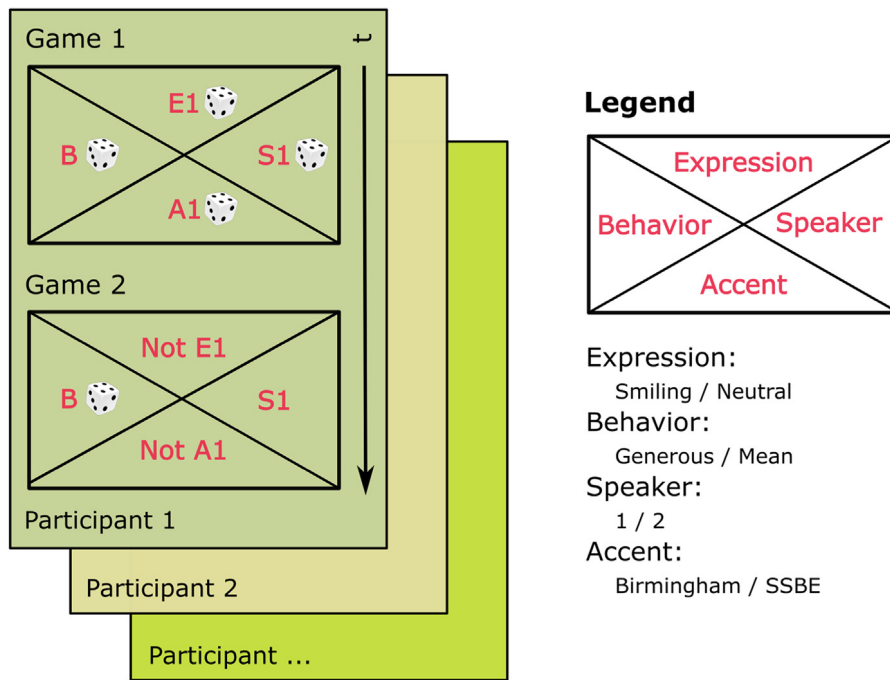 Game 1
t
E1
B
S1
A1
Game 2
Not E1
B
S1
Not A1
Participant 1
Participant 2
Participant ...
Legend
Expression
Behavior
Speaker
Accent
Expression:
Smiling / Neutral
Behavior:
Generous / Mean
Speaker:
1 / 2
Accent:
Birmingham / SSBE